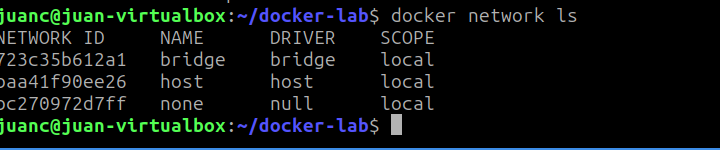 juanc@juan-virtualbox:~/docker-lab$ docker network ls
NETWORK ID     NAME      DRIVER    SCOPE
723c35b612a1   bridge    bridge    local
baa41f90ee26   host      host      local
bc270972d7ff   none      null      local
juanc@juan-virtualbox:~/docker-lab$